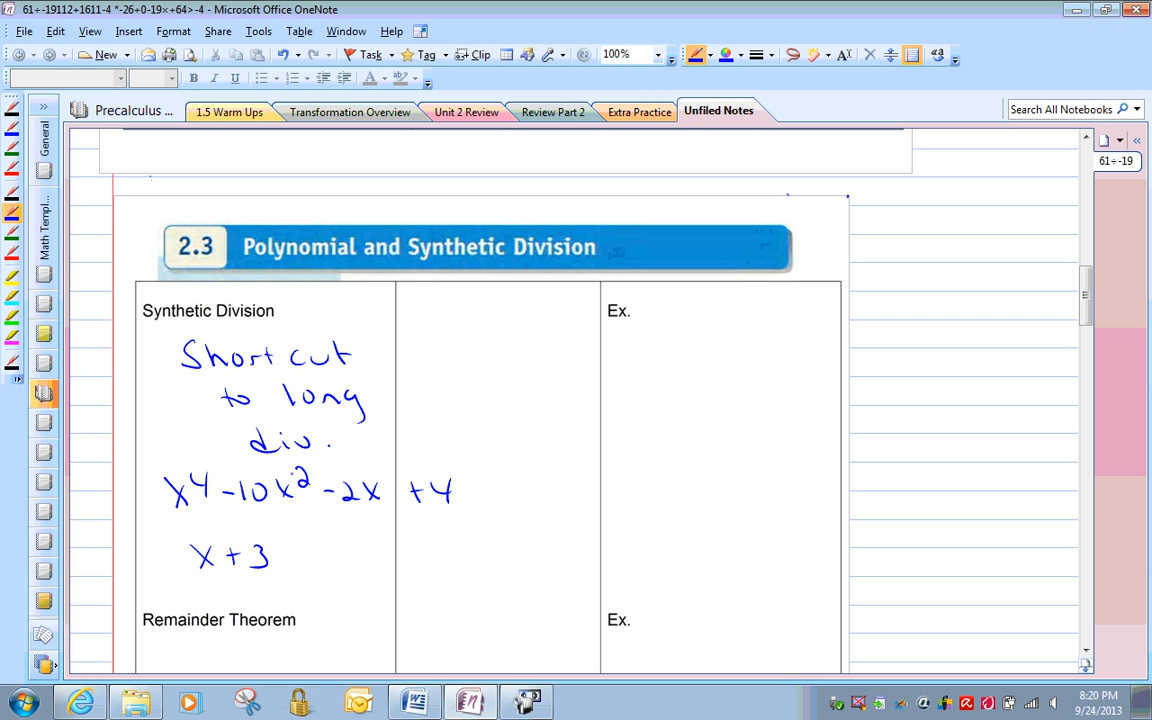 61÷-19112+1611-4 *-26+0-19×+64>-4 - Microsoft Office OneNote
File Edit View Insert Format Share Tools Table Window Help
New Task Tag Clip 100%
B I U A ab
Precalculus ... 1.5 Warm Ups Transformation Overview Unit 2 Review Review Part 2 Extra Practice Unfiled Notes Search All Notebooks
General
Math Templ...
61÷-19
2.3 Polynomial and Synthetic Division
Synthetic Division Ex.
Short cut
to long
div.
x⁴ -10x² -2x +4
x + 3
Remainder Theorem Ex.
8:20 PM
9/24/2013